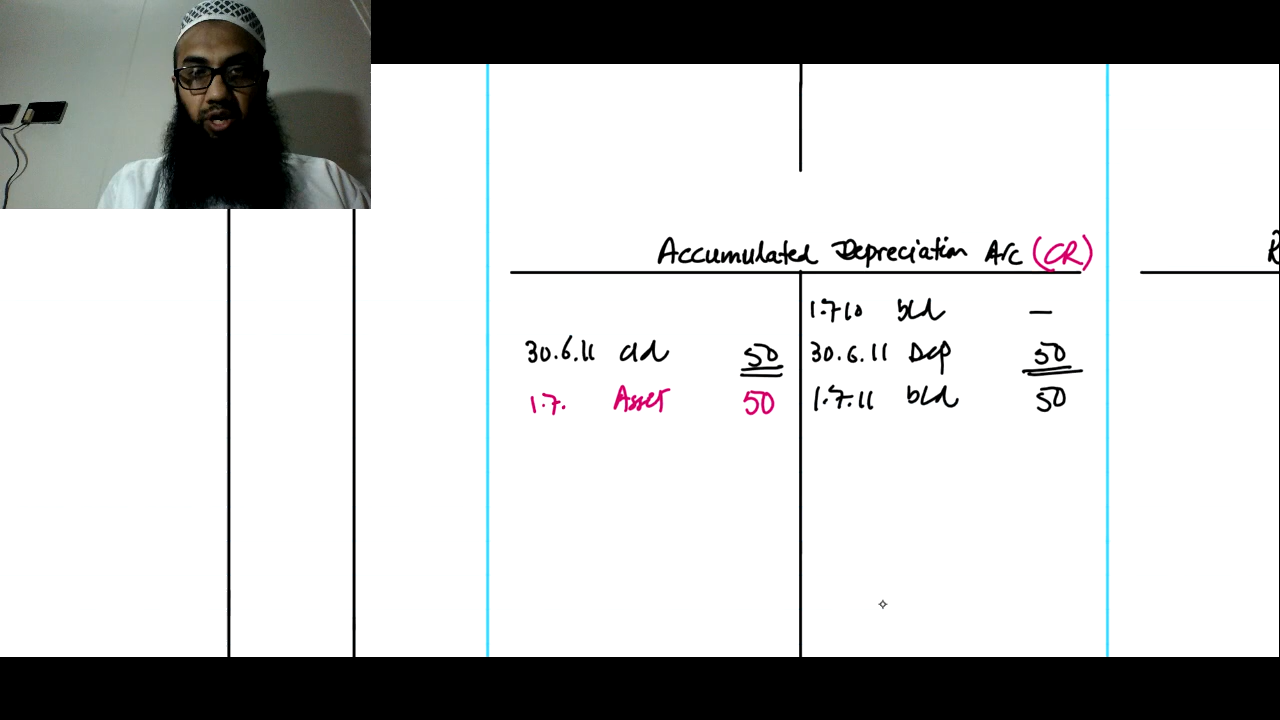 Accumulated Depreciation A/C (CR)
1.7.10 b/d —
30.6.11 c/d 50 30.6.11 Dep 50
1.7. Asset 50 1.7.11 b/d 50